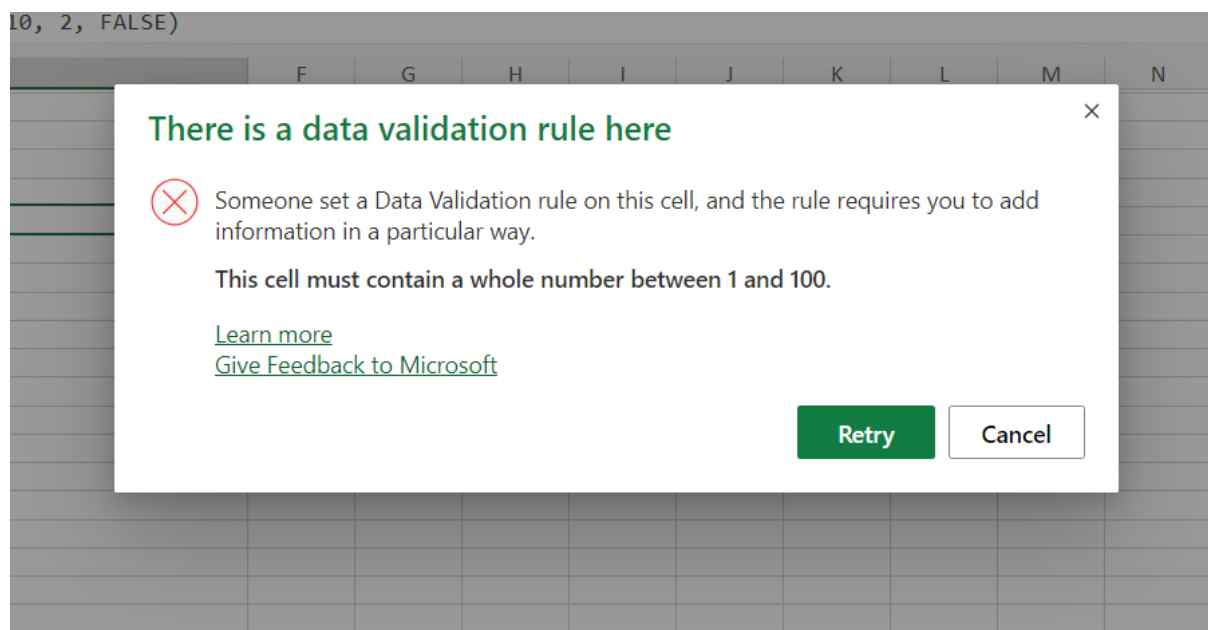 10, 2, FALSE)
F G H I J K L M N
There is a data validation rule here
Someone set a Data Validation rule on this cell, and the rule requires you to add
information in a particular way.
This cell must contain a whole number between 1 and 100.
Learn more
Give Feedback to Microsoft
Retry Cancel